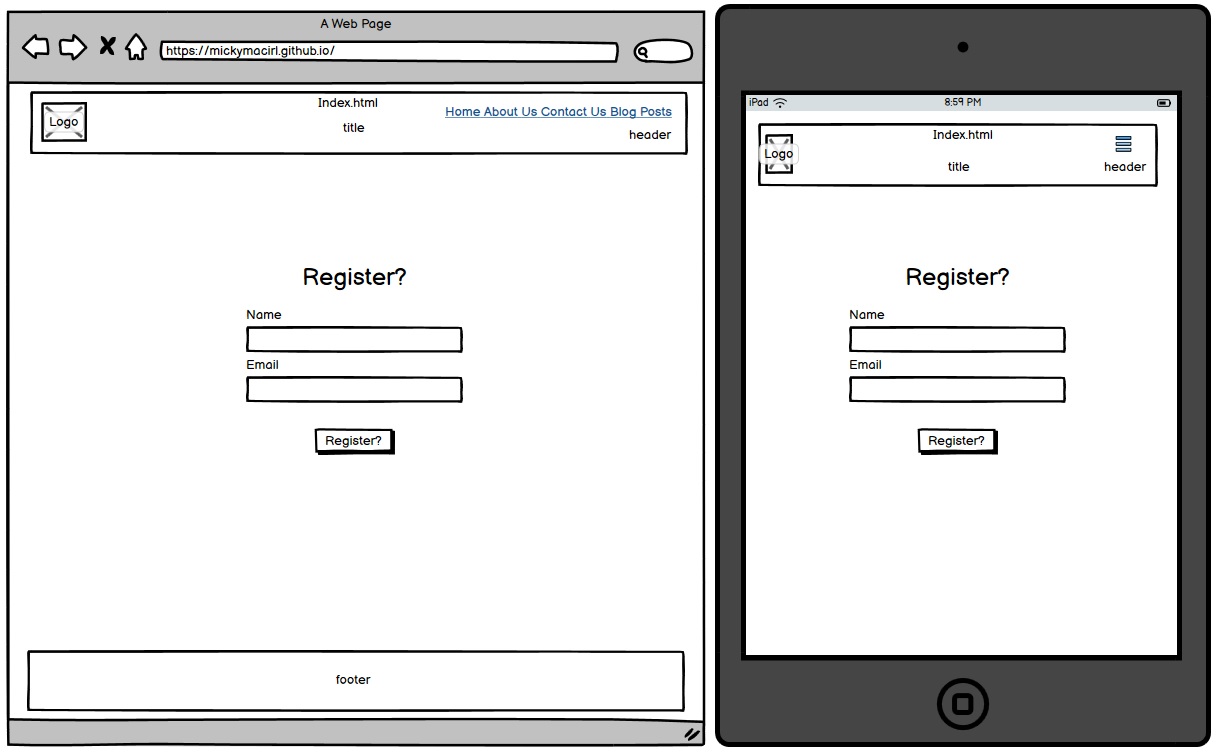 A Web Page
https://mickymacirl.github.io/
Logo
Index.html
title
Home About Us Contact Us Blog Posts
header
Register?
Name
Email
Register?
footer
iPad
8:59 PM
Logo
Index.html
title
header
Register?
Name
Email
Register?